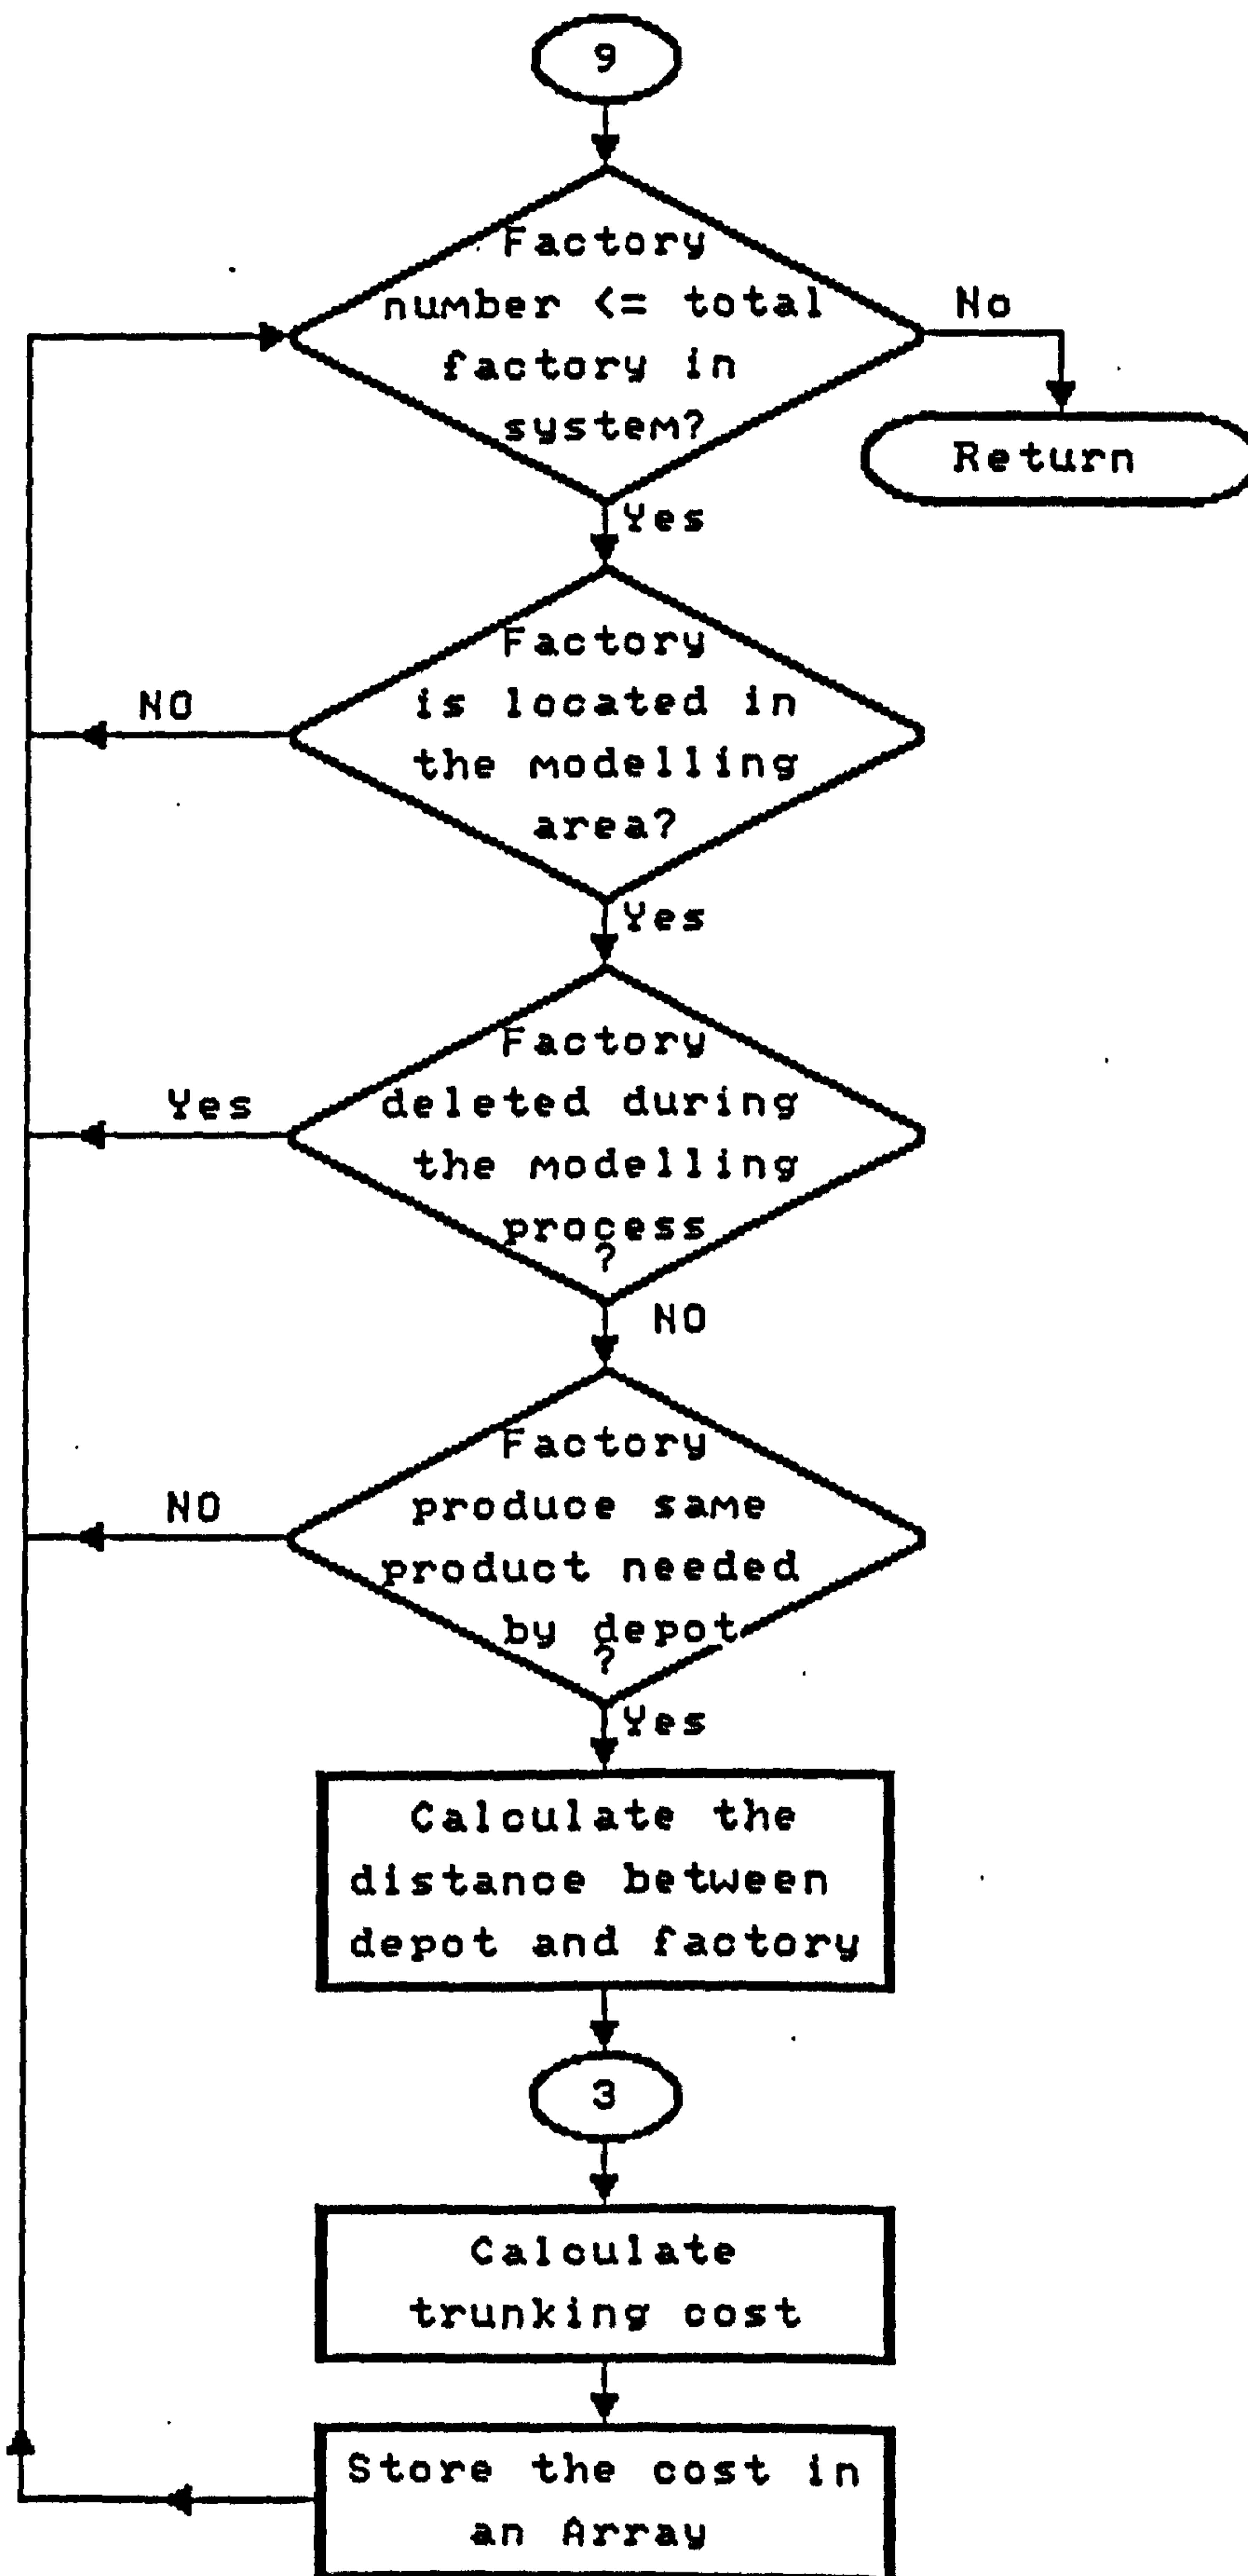 9
Factory
number <= total
factory in
system?
No
Return
Yes
Factory
is located in
the modelling
area?
NO
Yes
Factory
deleted during
the modelling
process
?
Yes
NO
Factory
produce same
product needed
by depot
?
NO
Yes
Calculate the
distance between
depot and factory
3
Calculate
trunking cost
Store the cost in
an Array